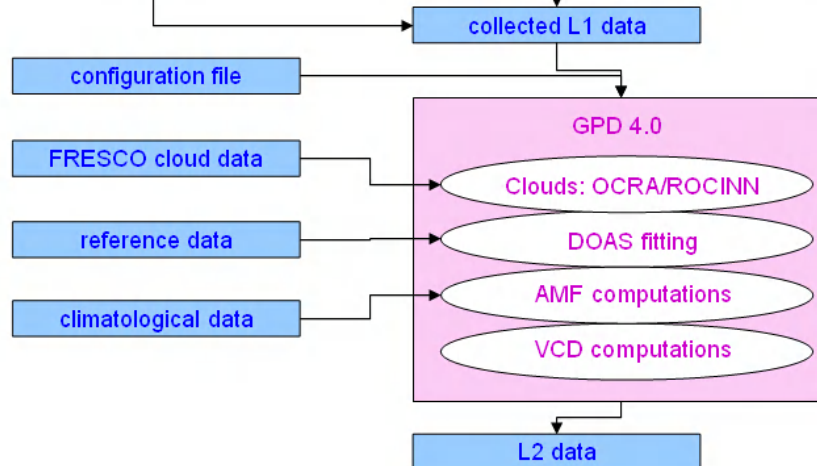 collected L1 data
configuration file
GPD 4.0
FRESCO cloud data
Clouds: OCRA/ROCINN
reference data
DOAS fitting
climatological data
AMF computations
VCD computations
L2 data